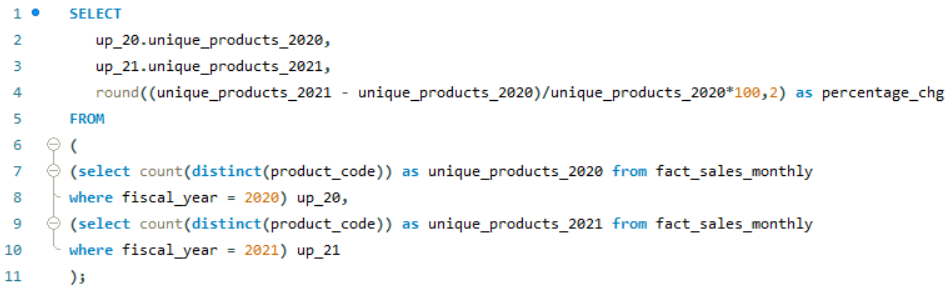 1 SELECT
2 up_20.unique_products_2020,
3 up_21.unique_products_2021,
4 round((unique_products_2021 - unique_products_2020)/unique_products_2020*100,2) as percentage_chg
5 FROM
6 (
7 (select count(distinct(product_code)) as unique_products_2020 from fact_sales_monthly
8 where fiscal_year = 2020) up_20,
9 (select count(distinct(product_code)) as unique_products_2021 from fact_sales_monthly
10 where fiscal_year = 2021) up_21
11 );